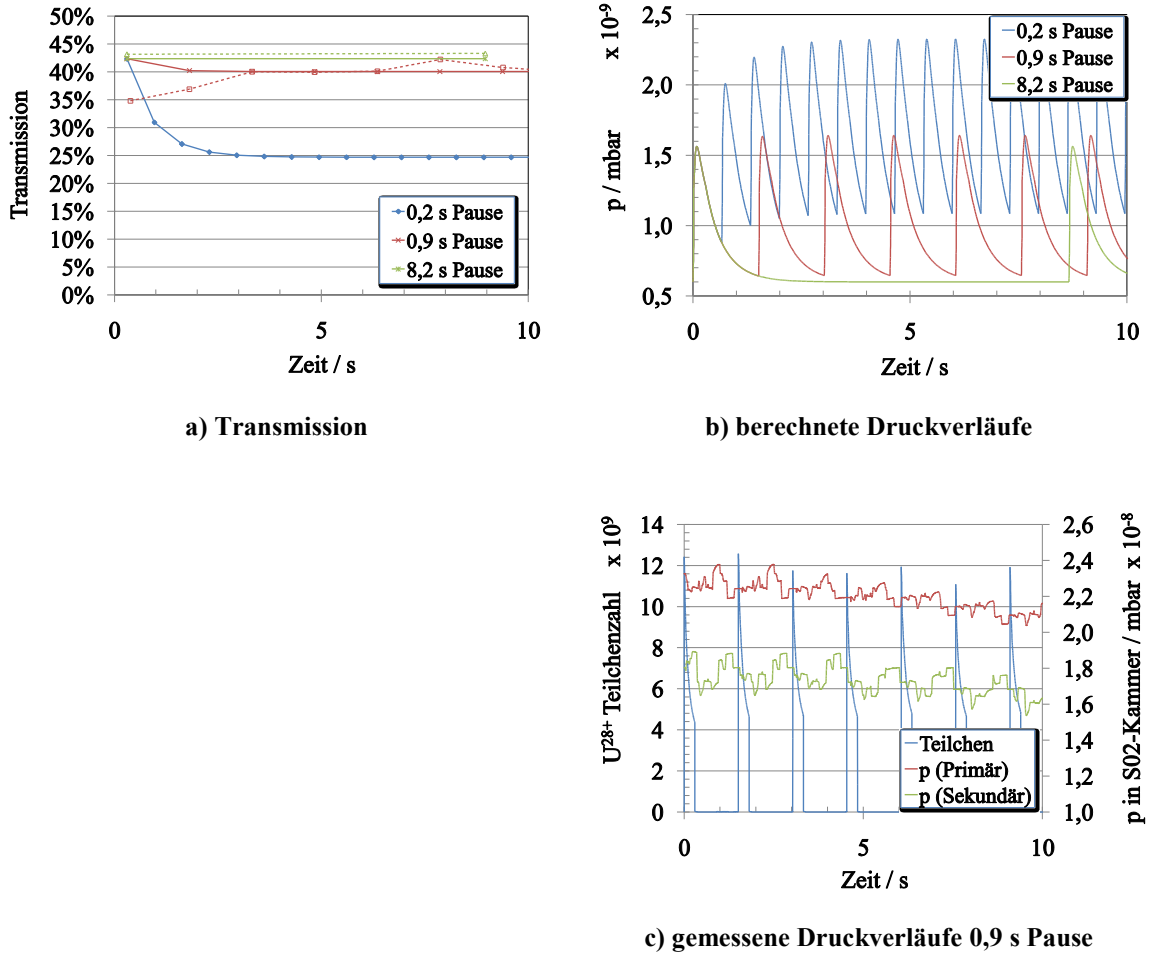 50%
45%
40%
35%
30%
25%
20%
15%
10%
5%
0%
Transmission
0
5
10
Zeit / s
0,2 s Pause
0,9 s Pause
8,2 s Pause
a) Transmission
x 10⁻⁹
2,5
2,0
1,5
1,0
0,5
p / mbar
0
5
10
Zeit / s
0,2 s Pause
0,9 s Pause
8,2 s Pause
b) berechnete Druckverläufe
U²⁸⁺ Teilchenzahl x 10⁹
14
12
10
8
6
4
2
0
2,6
2,4
2,2
2,0
1,8
1,6
1,4
1,2
1,0
p in S02-Kammer / mbar x 10⁻⁸
0
5
10
Zeit / s
Teilchen
p (Primär)
p (Sekundär)
c) gemessene Druckverläufe 0,9 s Pause